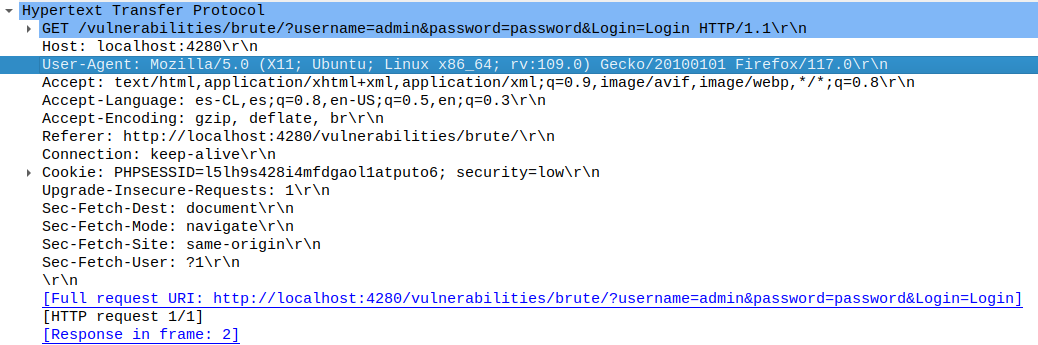 Hypertext Transfer Protocol
GET /vulnerabilities/brute/?username=admin&password=password&Login=Login HTTP/1.1\r\n
Host: localhost:4280\r\n
User-Agent: Mozilla/5.0 (X11; Ubuntu; Linux x86_64; rv:109.0) Gecko/20100101 Firefox/117.0\r\n
Accept: text/html,application/xhtml+xml,application/xml;q=0.9,image/avif,image/webp,*/*;q=0.8\r\n
Accept-Language: es-CL,es;q=0.8,en-US;q=0.5,en;q=0.3\r\n
Accept-Encoding: gzip, deflate, br\r\n
Referer: http://localhost:4280/vulnerabilities/brute/\r\n
Connection: keep-alive\r\n
Cookie: PHPSESSID=l5lh9s428i4mfdgaol1atputo6; security=low\r\n
Upgrade-Insecure-Requests: 1\r\n
Sec-Fetch-Dest: document\r\n
Sec-Fetch-Mode: navigate\r\n
Sec-Fetch-Site: same-origin\r\n
Sec-Fetch-User: ?1\r\n
\r\n
[Full request URI: http://localhost:4280/vulnerabilities/brute/?username=admin&password=password&Login=Login]
[HTTP request 1/1]
[Response in frame: 2]